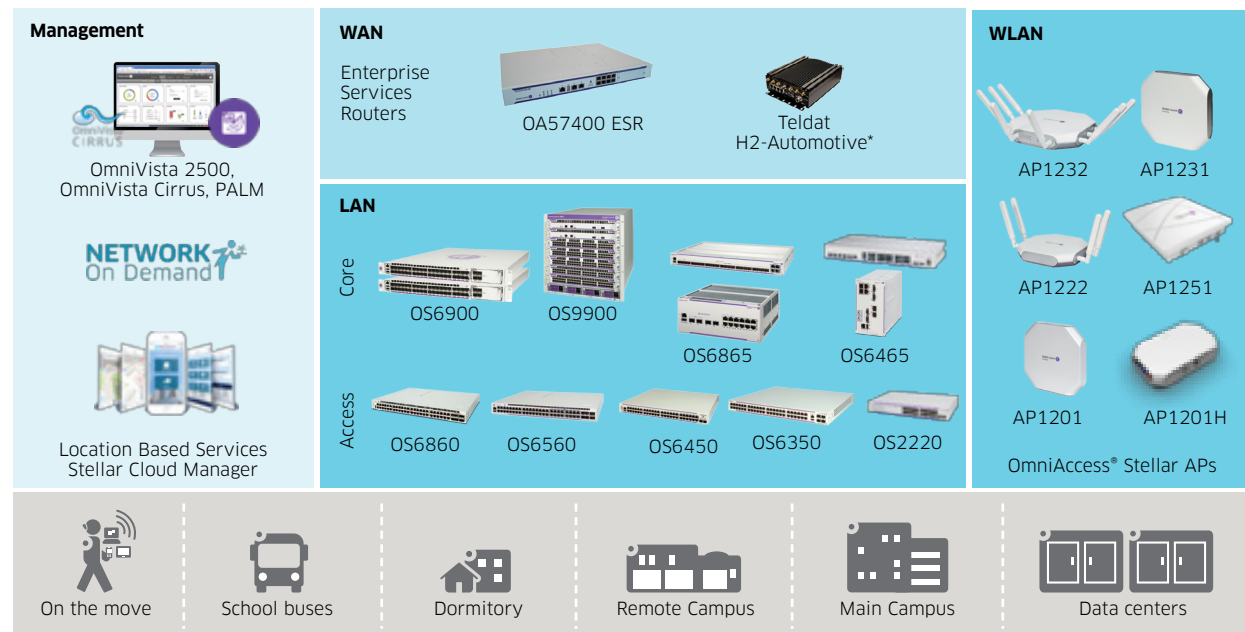 Management
OmniVista
CIRRUS
OmniVista 2500,
OmniVista Cirrus, PALM
NETWORK
On Demand
Location Based Services
Stellar Cloud Manager
WAN
Enterprise
Services
Routers
OA57400 ESR
Teldat
H2-Automotive*
LAN
Core
OS6900
OS9900
OS6865
OS6465
Access
OS6860
OS6560
OS6450
OS6350
OS2220
WLAN
AP1232
AP1231
AP1222
AP1251
AP1201
AP1201H
OmniAccess® Stellar APs
On the move
School buses
Dormitory
Remote Campus
Main Campus
Data centers